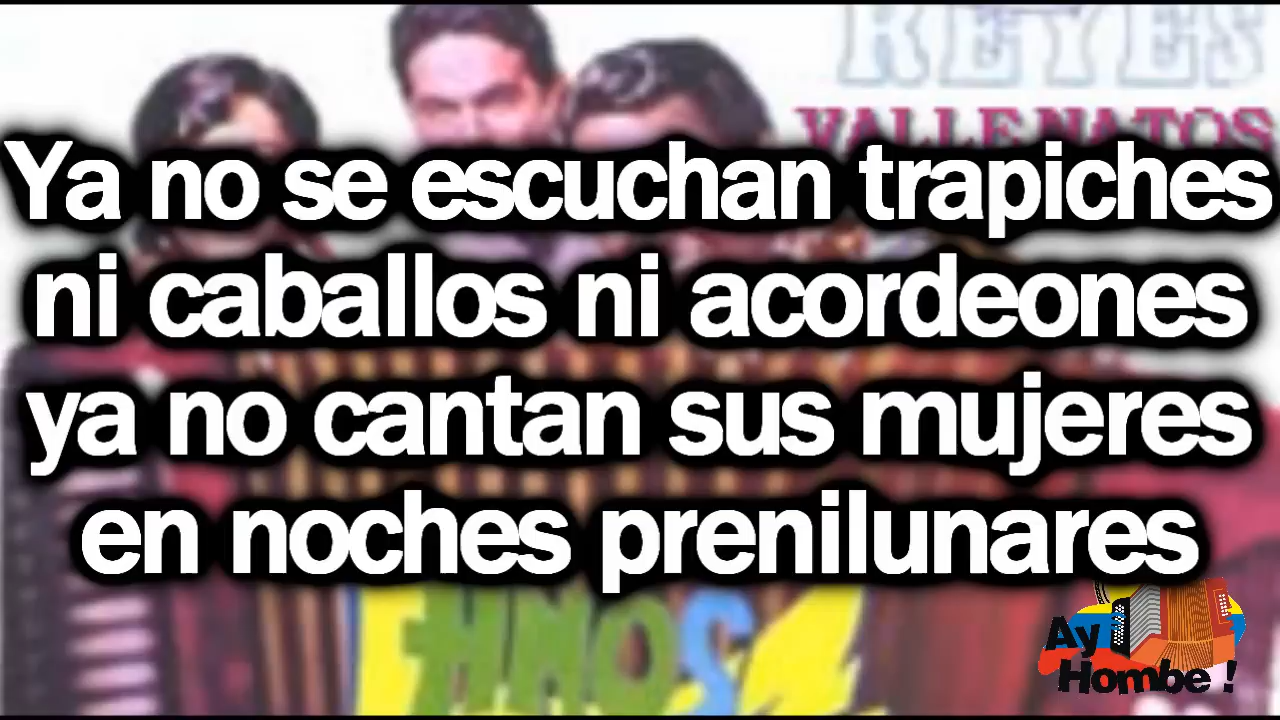 REYES
VALLENATOS
Ya no se escuchan trapiches
ni caballos ni acordeones
ya no cantan sus mujeres
en noches prenilunares
Ay
Hombe !